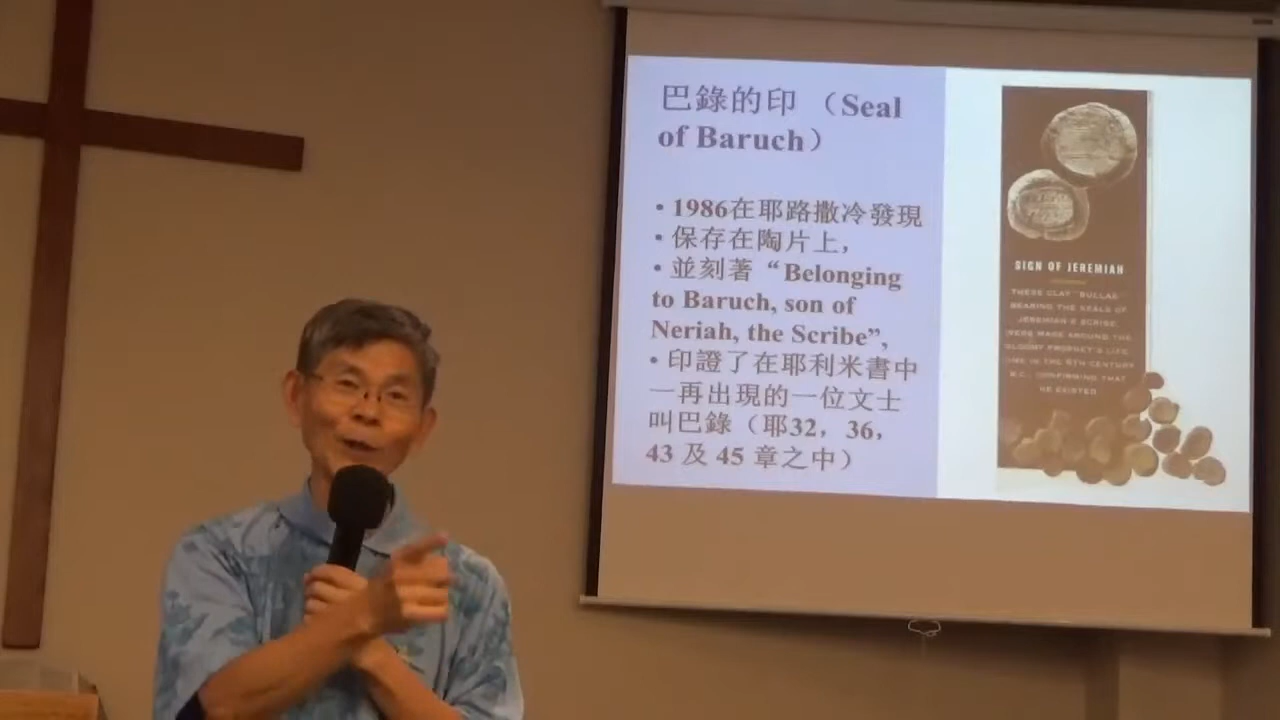 巴錄的印 （Seal
of Baruch）
• 1986在耶路撒冷發現
• 保存在陶片上，
• 並刻著 “Belonging
to Baruch, son of
Neriah, the Scribe”,
• 印證了在耶利米書中
一再出現的一位文士
叫巴錄（耶32，36，
43 及 45 章之中）
SIGN OF JEREMIAH
THESE CLAY "BULLAE"
BEARING THE SEALS OF
JEREMIAH'S SCRIBE,
WERE MADE AROUND THE
GLOOMY PROPHET'S LIFE
TIME IN THE 6TH CENTURY
B.C., CONFIRMING THAT
HE EXISTED